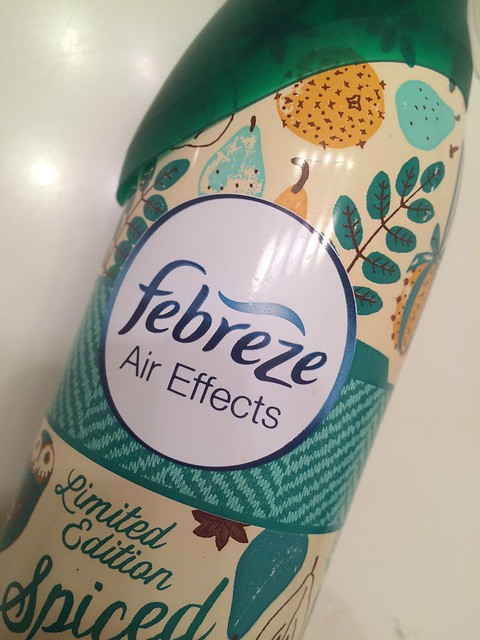 febreze
Air Effects
Limited
Edition
Spiced